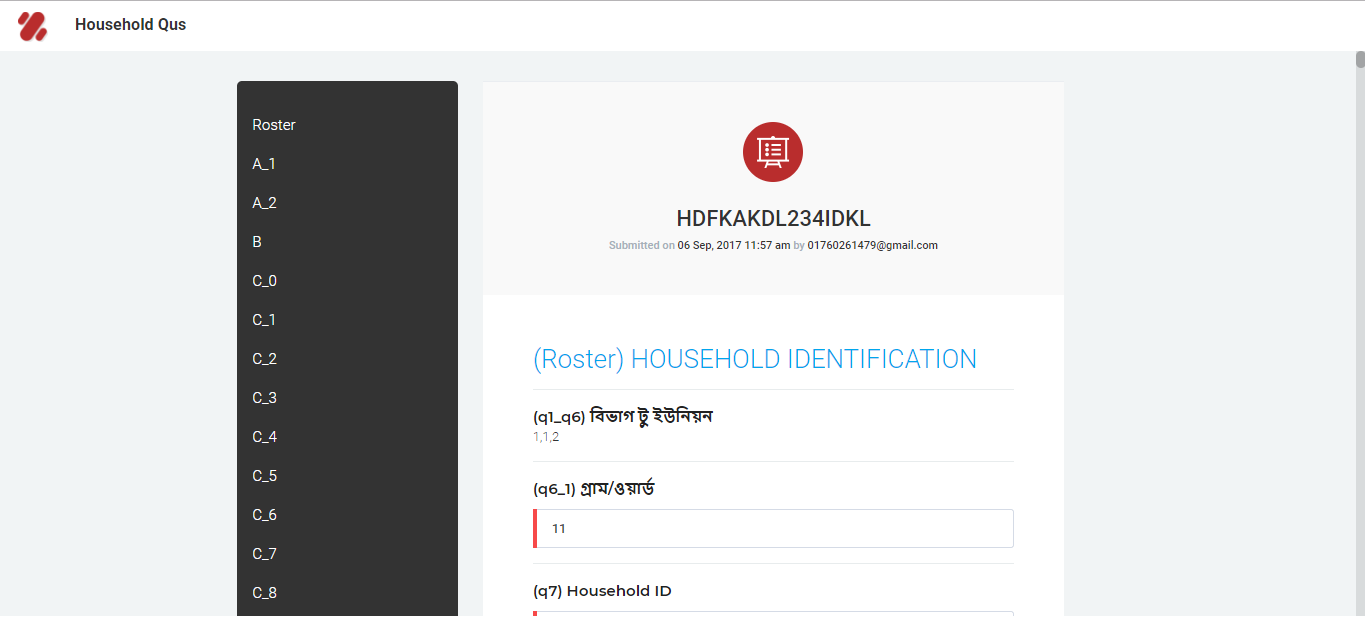 Household Qus
Roster
A_1
A_2
B
C_0
C_1
C_2
C_3
C_4
C_5
C_6
C_7
C_8
HDFKAKDL234IDKL
Submitted on 06 Sep, 2017 11:57 am by 01760261479@gmail.com
(Roster) HOUSEHOLD IDENTIFICATION
(q1_q6) বিভাগ টু ইউনিয়ন
1,1,2
(q6_1) গ্রাম/ওয়ার্ড
11
(q7) Household ID